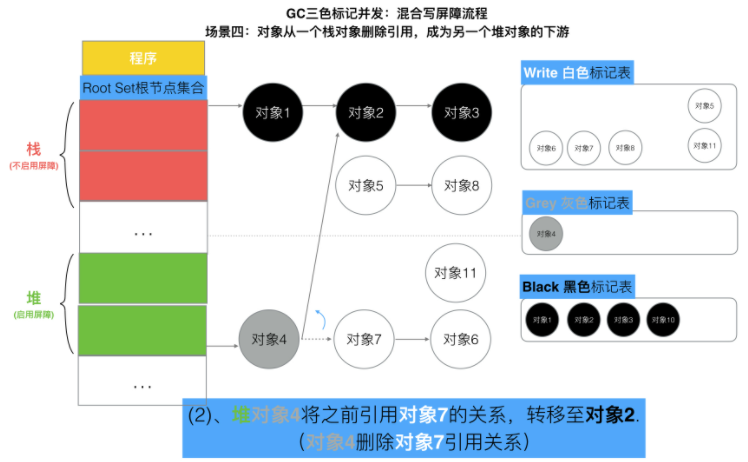 GC三色标记并发：混合写屏障流程
场景四：对象从一个栈对象删除引用，成为另一个堆对象的下游
程序
Root Set根节点集合
栈
(不启用屏障)
...
堆
(启用屏障)
...
对象1
对象2
对象3
对象5
对象8
对象11
对象4
对象7
对象6
Write 白色标记表
对象5
对象6
对象7
对象8
对象11
Grey 灰色标记表
对象4
Black 黑色标记表
对象1
对象2
对象3
对象10
(2)、堆对象4将之前引用对象7的关系，转移至对象2.
（对象4删除对象7引用关系）